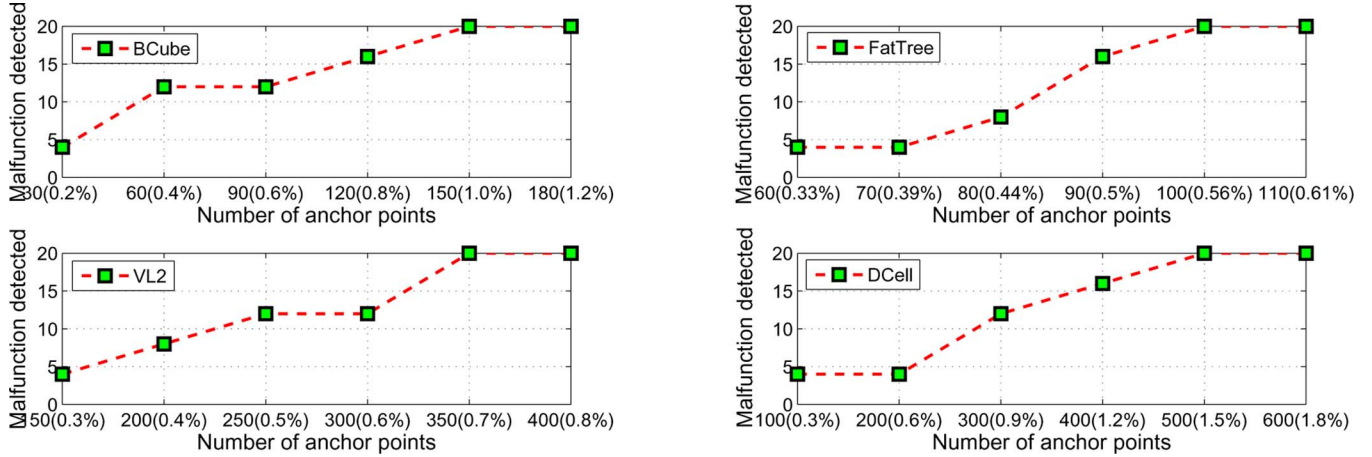 Malfunction detected
20
15
10
5
0
BCube
30(0.2%) 60(0.4%) 90(0.6%) 120(0.8%) 150(1.0%) 180(1.2%)
Number of anchor points
Malfunction detected
20
15
10
5
0
FatTree
60(0.33%) 70(0.39%) 80(0.44%) 90(0.5%) 100(0.56%) 110(0.61%)
Number of anchor points
Malfunction detected
20
15
10
5
0
VL2
150(0.3%) 200(0.4%) 250(0.5%) 300(0.6%) 350(0.7%) 400(0.8%)
Number of anchor points
Malfunction detected
20
15
10
5
0
DCell
100(0.3%) 200(0.6%) 300(0.9%) 400(1.2%) 500(1.5%) 600(1.8%)
Number of anchor points